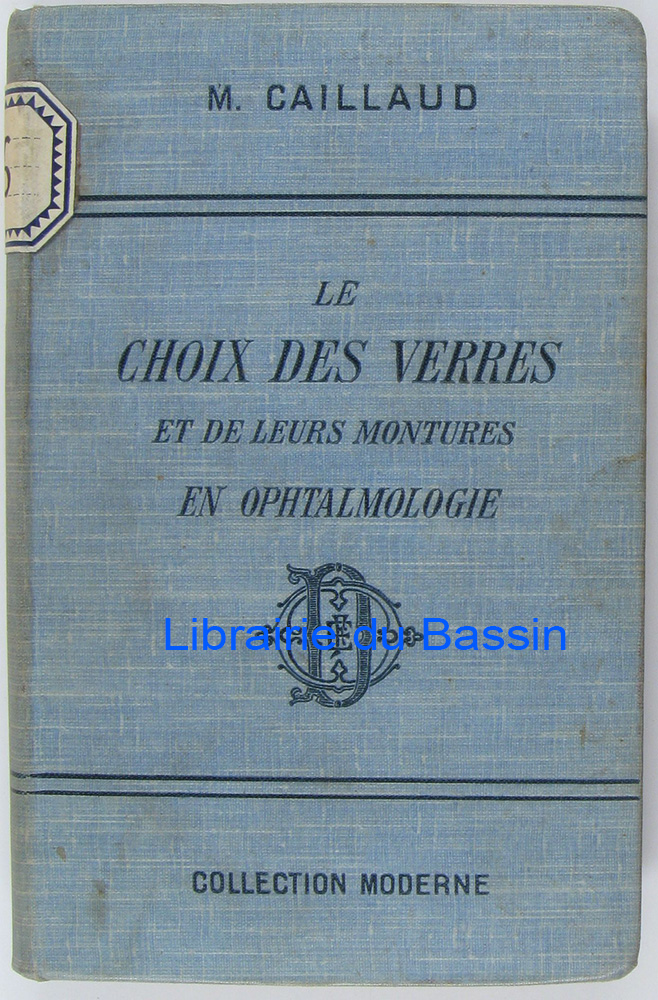 M. CAILLAUD
LE
CHOIX DES VERRES
ET DE LEURS MONTURES
EN OPHTALMOLOGIE
Librairie du Bassin
COLLECTION MODERNE